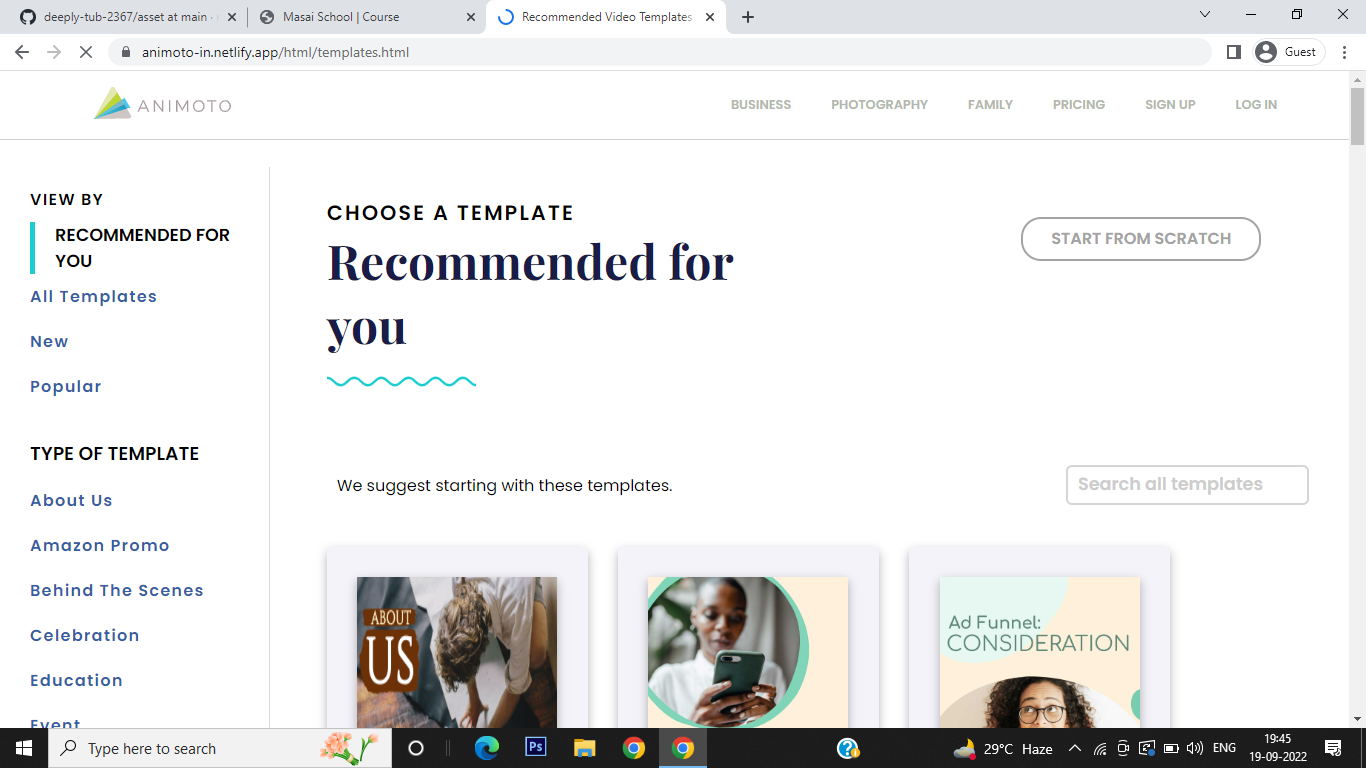 deeply-tub-2367/asset at main ·
Masai School | Course
Recommended Video Templates
animoto-in.netlify.app/html/templates.html
Guest
ANIMOTO
BUSINESS
PHOTOGRAPHY
FAMILY
PRICING
SIGN UP
LOG IN
VIEW BY
RECOMMENDED FOR
YOU
All Templates
New
Popular
TYPE OF TEMPLATE
About Us
Amazon Promo
Behind The Scenes
Celebration
Education
Event
CHOOSE A TEMPLATE
Recommended for
you
START FROM SCRATCH
We suggest starting with these templates.
Search all templates
ABOUT
US
Ad Funnel:
CONSIDERATION
Type here to search
Ps
29°C Haze
ENG
19:45
19-09-2022